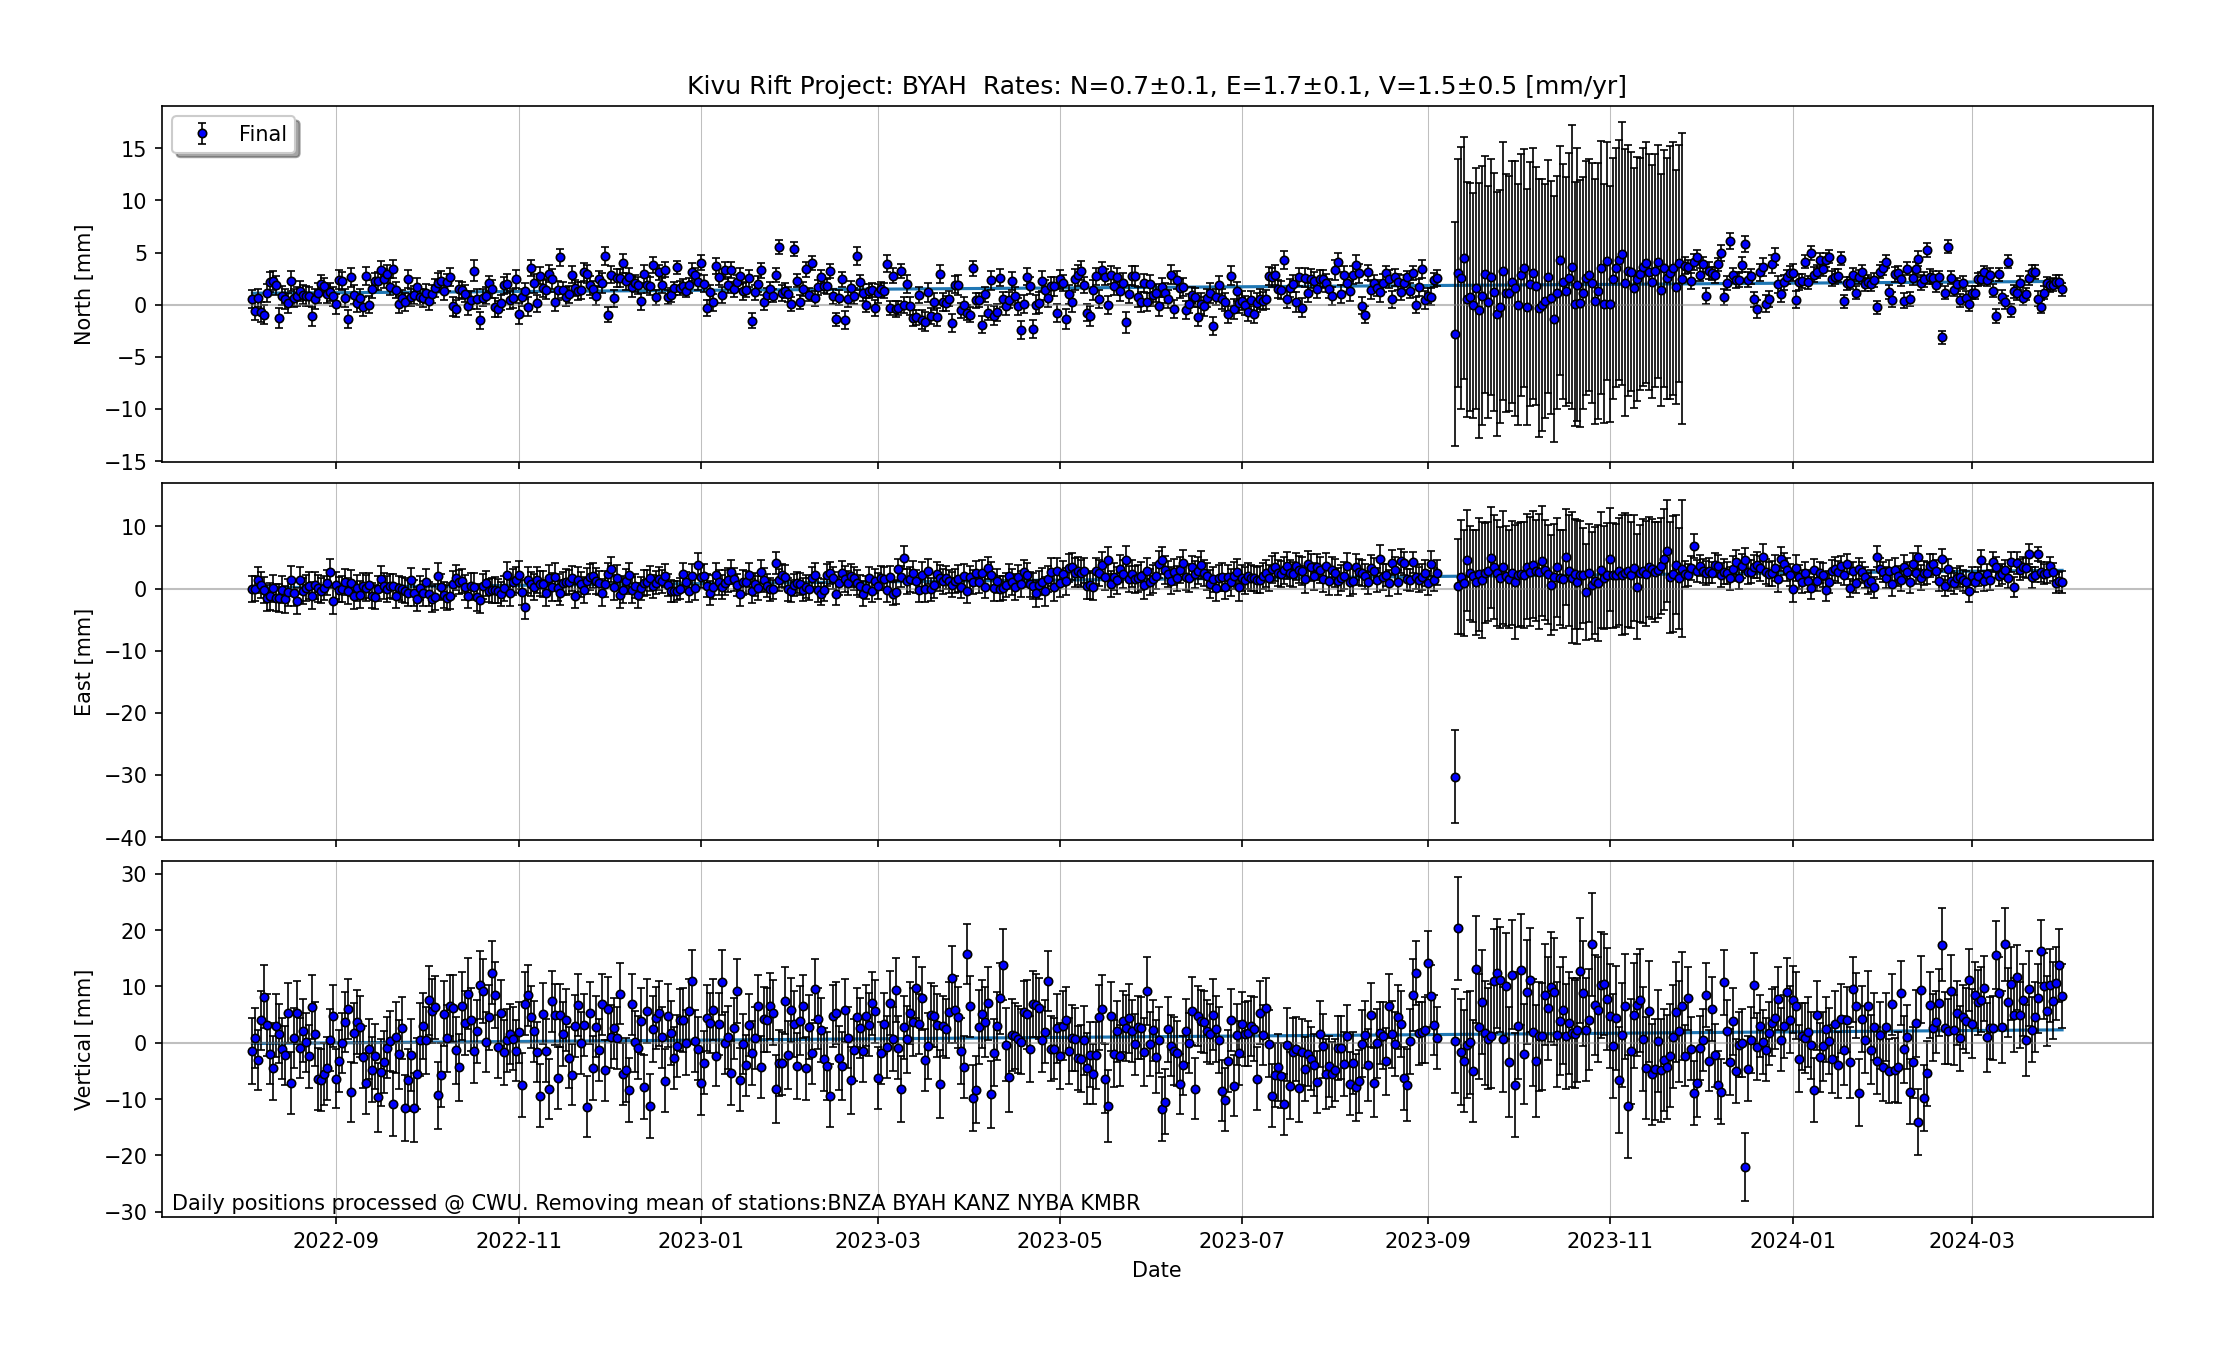 Kivu Rift Project: BYAH  Rates: N=0.7±0.1, E=1.7±0.1, V=1.5±0.5 [mm/yr]
Final
15
10
5
0
−5
−10
−15
North [mm]
10
0
−10
−20
−30
−40
East [mm]
30
20
10
0
−10
−20
−30
Vertical [mm]
Daily positions processed @ CWU. Removing mean of stations:BNZA BYAH KANZ NYBA KMBR
2022-09 2022-11 2023-01 2023-03 2023-05 2023-07 2023-09 2023-11 2024-01 2024-03
Date